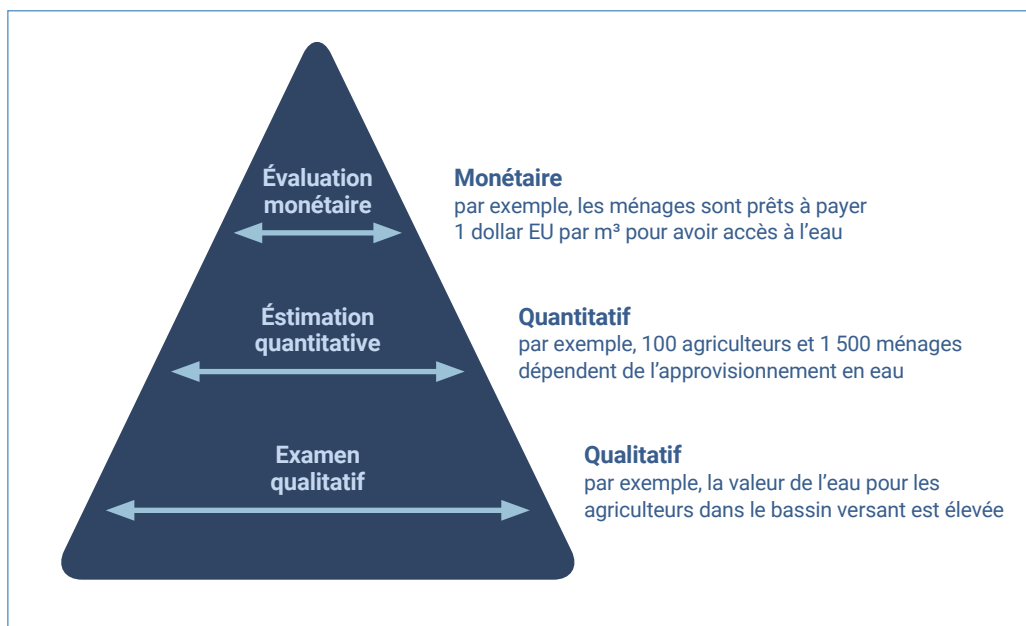 Évaluation
monétaire
Monétaire
par exemple, les ménages sont prêts à payer
1 dollar EU par m³ pour avoir accès à l’eau
Éstimation
quantitative
Quantitatif
par exemple, 100 agriculteurs et 1 500 ménages
dépendent de l’approvisionnement en eau
Examen
qualitatif
Qualitatif
par exemple, la valeur de l’eau pour les
agriculteurs dans le bassin versant est élevée